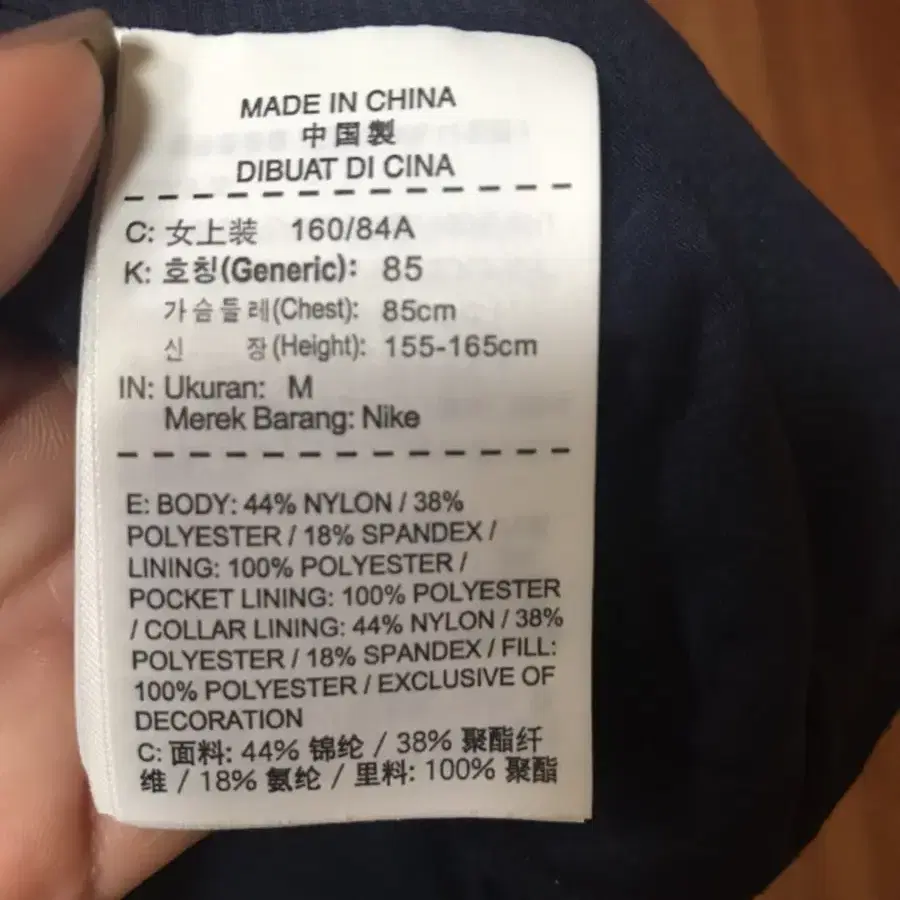 MADE IN CHINA
中国製
DIBUAT DI CINA
C: 女上装 160/84A
K: 호칭(Generic): 85
가슴들레(Chest): 85cm
신 장(Height): 155-165cm
IN: Ukuran: M
Merek Barang: Nike
E: BODY: 44% NYLON / 38%
POLYESTER / 18% SPANDEX /
LINING: 100% POLYESTER /
POCKET LINING: 100% POLYESTER
/ COLLAR LINING: 44% NYLON / 38%
POLYESTER / 18% SPANDEX / FILL:
100% POLYESTER / EXCLUSIVE OF
DECORATION
C: 面料: 44% 锦纶 / 38% 聚酯纤
维 / 18% 氨纶 / 里料: 100% 聚酯